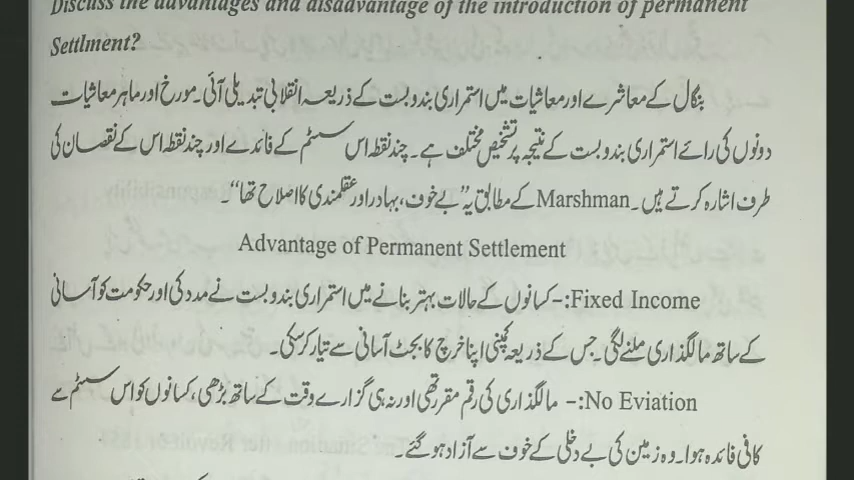 Discuss the advantages and disadvantage of the introduction of permanent
Settlment?
بنگال کے معاشرے اور معاشیات میں استمراری بندوبست کے ذریعہ انقلابی تبدیلی آئی۔ مورخ اور ماہر معاشیات
دونوں کی رائے استمراری بندوبست کے نتیجہ پر تشخیص مختلف ہے۔ چند نقطہ اس سسٹم کے فائدے اور چند نقطہ اس کے نقصان کی
طرف اشارہ کرتے ہیں۔ Marshman کے مطابق یہ ”بے خوف، بہادر اور عقلمندی کا اصلاح تھا“۔
Advantage of Permanent Settlement
Fixed Income:- کسانوں کے حالات بہتر بنانے میں استمراری بندوبست نے مدد کی اور حکومت کو آسانی
کے ساتھ مالگذاری ملنے لگی۔ جس کے ذریعہ کمپنی اپنا خرچ کا بجٹ آسانی سے تیار کر سکی۔
No Eviation:- مالگذاری کی رقم مقرر تھی اور نہ ہی گزارے وقت کے ساتھ بڑھی، کسانوں کو اس سسٹم سے
کافی فائدہ ہوا۔ وہ زمین کی بے دخلی کے خوف سے آزاد ہو گئے۔